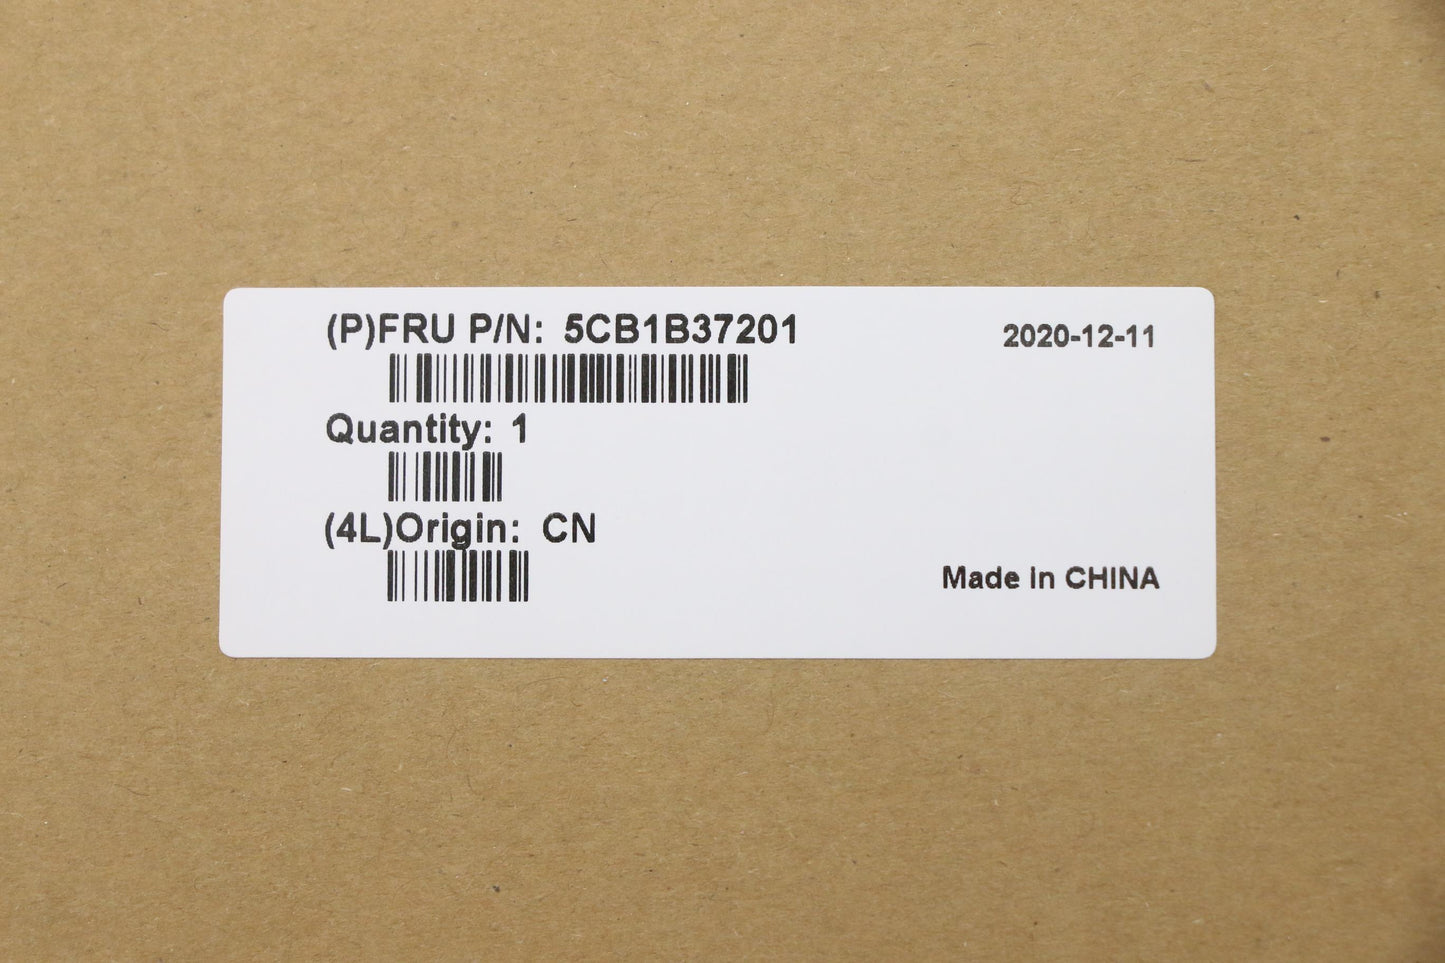 (P)FRU P/N: 5CB1B37201
2020-12-11
Quantity: 1
(4L)Origin: CN
Made in CHINA